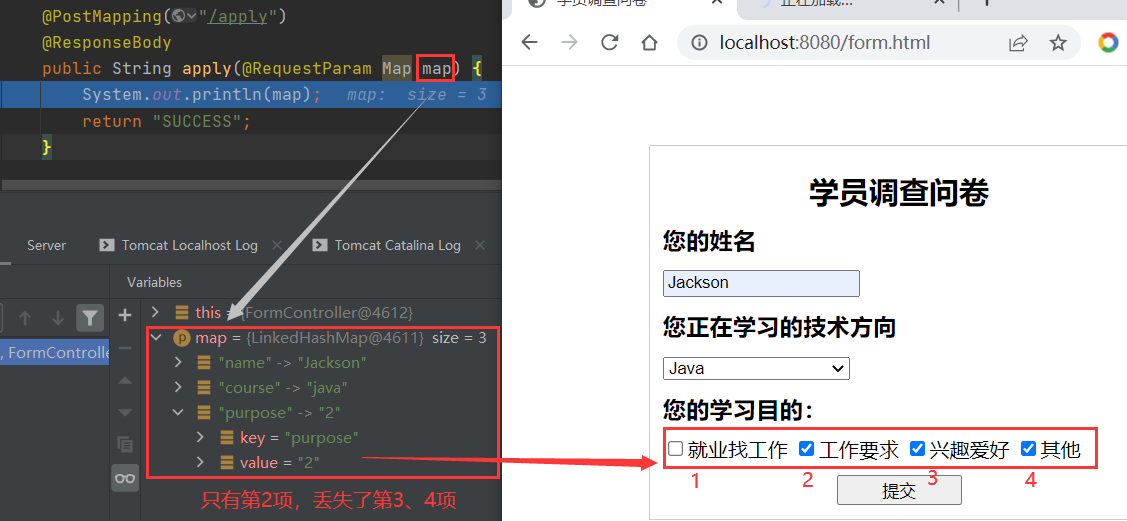 @PostMapping("/apply")
@ResponseBody
public String apply(@RequestParam Map map) {
System.out.println(map); map: size = 3
return "SUCCESS";
}
Server
Tomcat Localhost Log
Tomcat Catalina Log
Variables
this = {FormController@4612}
, FormControlle
map = {LinkedHashMap@4611} size = 3
"name" -> "Jackson"
"course" -> "java"
"purpose" -> "2"
key = "purpose"
value = "2"
只有第2项，丢失了第3、4项
学员调查问卷
正在加载...
localhost:8080/form.html
学员调查问卷
您的姓名
Jackson
您正在学习的技术方向
Java
您的学习目的：
就业找工作 工作要求 兴趣爱好 其他
1 2 3 4
提交